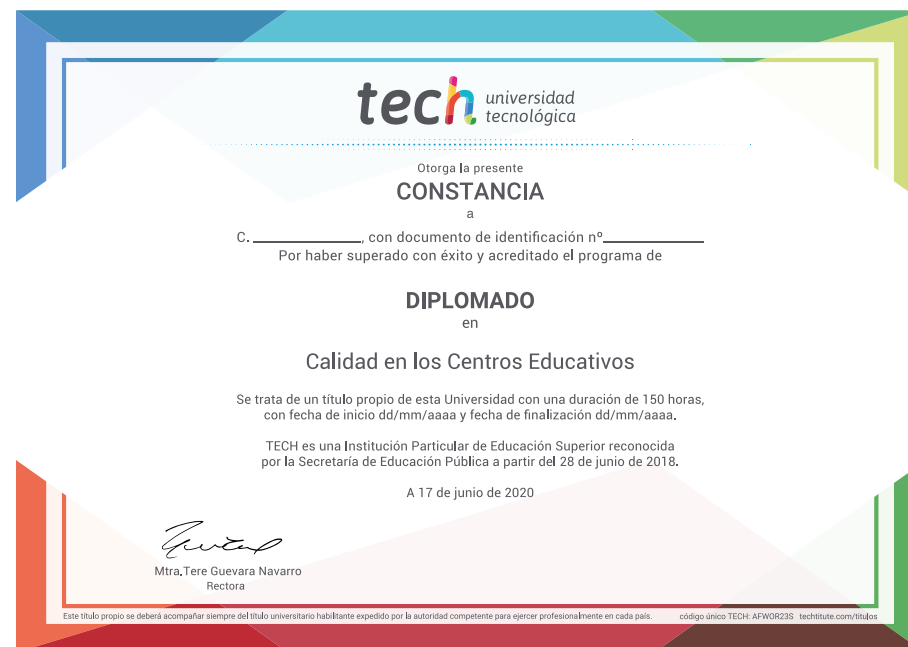 tech universidad
tecnológica
Otorga la presente
CONSTANCIA
a
C. ____________, con documento de identificación nº____________
Por haber superado con éxito y acreditado el programa de
DIPLOMADO
en
Calidad en los Centros Educativos
Se trata de un título propio de esta Universidad con una duración de 150 horas,
con fecha de inicio dd/mm/aaaa y fecha de finalización dd/mm/aaaa.
TECH es una Institución Particular de Educación Superior reconocida
por la Secretaría de Educación Pública a partir del 28 de junio de 2018.
A 17 de junio de 2020
Mtra.Tere Guevara Navarro
Rectora
Este título propio se deberá acompañar siempre del título universitario habilitante expedido por la autoridad competente para ejercer profesionalmente en cada país. código único TECH: AFWOR23S techtitute.com/titulos